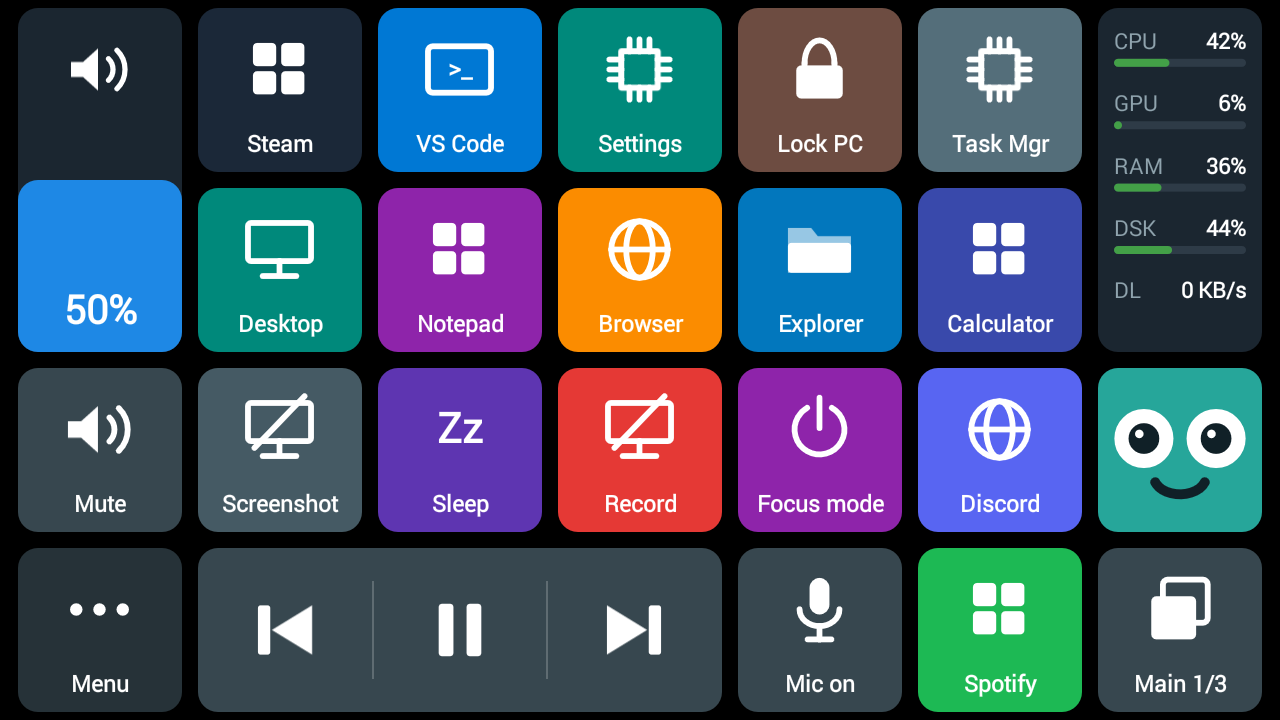 Steam
>_
VS Code
Settings
Lock PC
Task Mgr
CPU 42%
GPU 6%
RAM 36%
DSK 44%
DL 0 KB/s
50%
Desktop
Notepad
Browser
Explorer
Calculator
Mute
Screenshot
Zz
Sleep
Record
Focus mode
Discord
Menu
Mic on
Spotify
Main 1/3